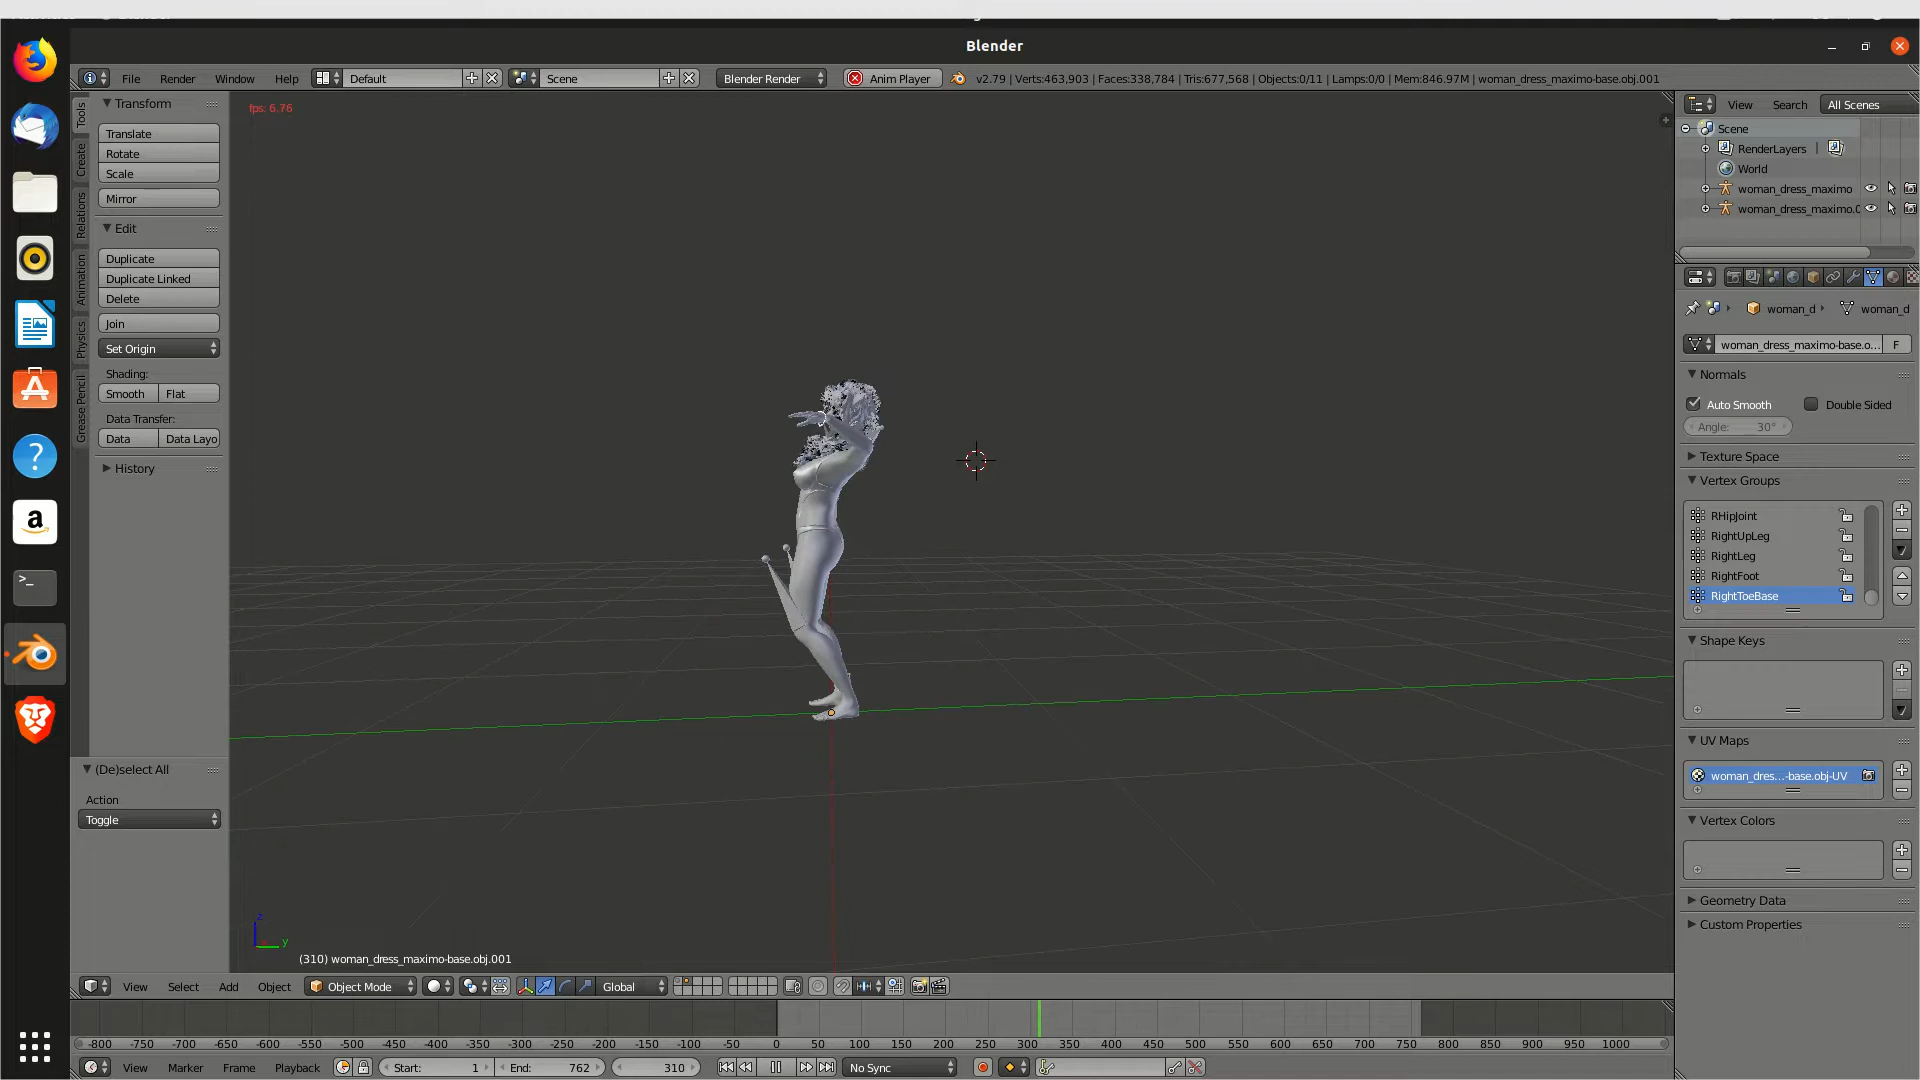 Blender
File Render Window Help Default Scene Blender Render Anim Player v2.79 | Verts:463,903 | Faces:338,784 | Tris:677,568 | Objects:0/11 | Lamps:0/0 | Mem:846.97M | woman_dress_maximo-base.obj.001
Tools
Create
Relations
Animation
Physics
Grease Pencil
Transform
Translate
Rotate
Scale
Mirror
Edit
Duplicate
Duplicate Linked
Delete
Join
Set Origin
Shading:
Smooth Flat
Data Transfer:
Data Data Layo
History
(De)select All
Action
Toggle
fps: 6.76
z
y
(310) woman_dress_maximo-base.obj.001
View Select Add Object Object Mode Global
View Search All Scenes
Scene
RenderLayers |
World
woman_dress_maximo
woman_dress_maximo.0
woman_d woman_d
woman_dress_maximo-base.o... F
Normals
Auto Smooth Double Sided
Angle: 30°
Texture Space
Vertex Groups
RHipJoint
RightUpLeg
RightLeg
RightFoot
RightToeBase
Shape Keys
UV Maps
woman_dres...-base.obj-UV
Vertex Colors
Geometry Data
Custom Properties
-800 -750 -700 -650 -600 -550 -500 -450 -400 -350 -300 -250 -200 -150 -100 -50 0 50 100 150 200 250 300 350 400 450 500 550 600 650 700 750 800 850 900 950 1000
View Marker Frame Playback Start: 1 End: 762 310 No Sync